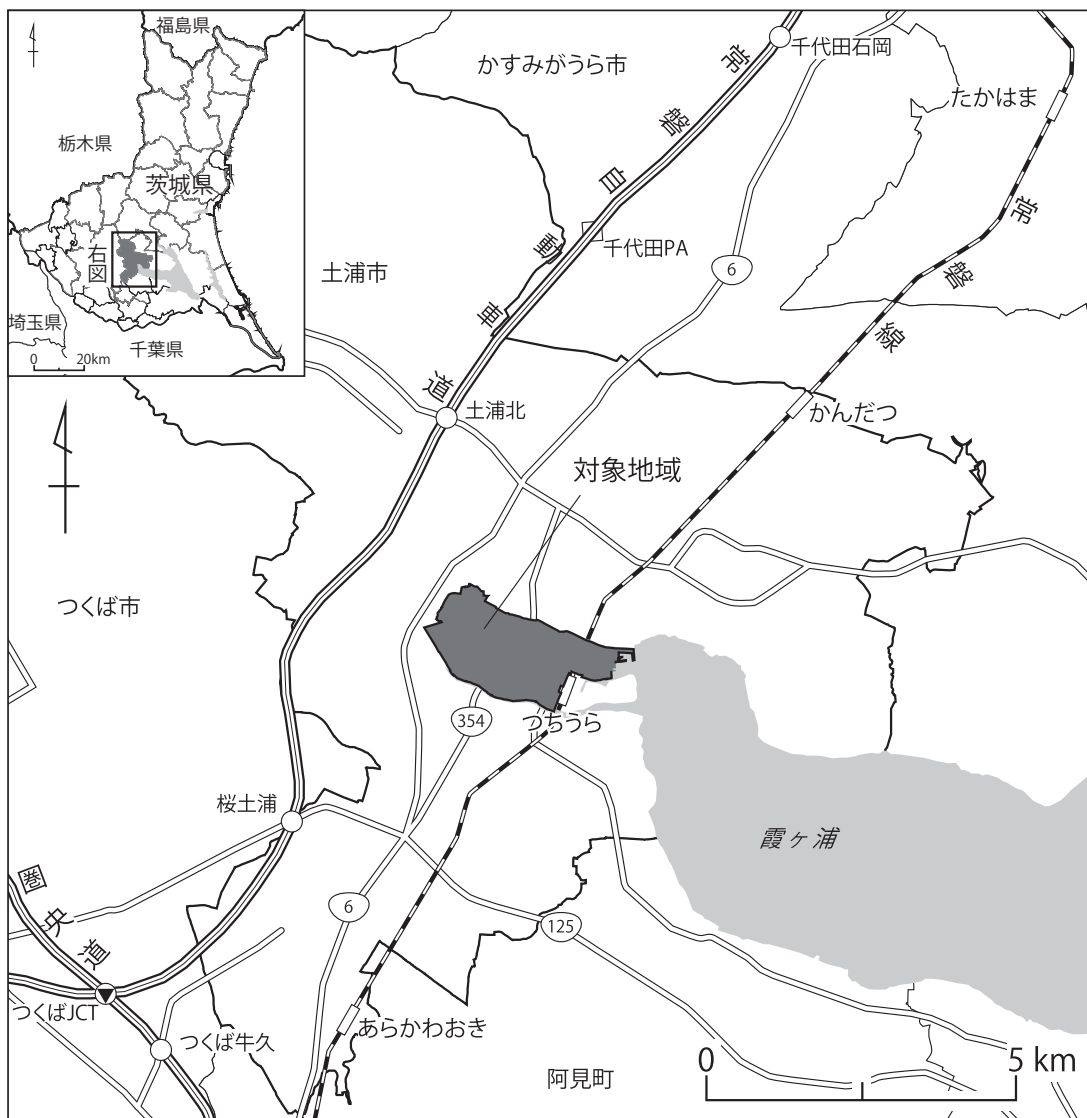 福島県
栃木県
茨城県
右図
埼玉県
千葉県
0 20km
千代田石岡
かすみがうら市
たかはま
常磐自動車道
千代田PA
土浦市
6
常磐線
土浦北
かんだつ
対象地域
つくば市
354
つちうら
桜土浦
霞ヶ浦
圏央道
6
125
つくばJCT
つくば牛久
あらかわおき
阿見町
0 5 km